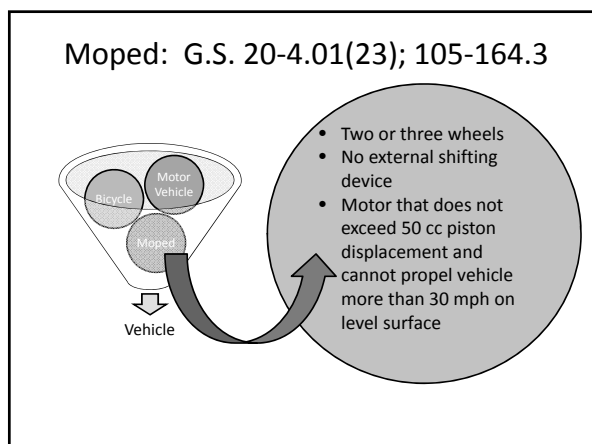 Moped:  G.S. 20-4.01(23); 105-164.3
Motor
Vehicle
Bicycle
Moped
Vehicle
• Two or three wheels
• No external shifting
device
• Motor that does not
exceed 50 cc piston
displacement and
cannot propel vehicle
more than 30 mph on
level surface